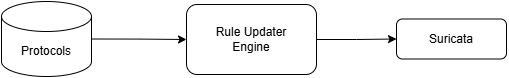 Protocols
Rule Updater
Engine
Suricata